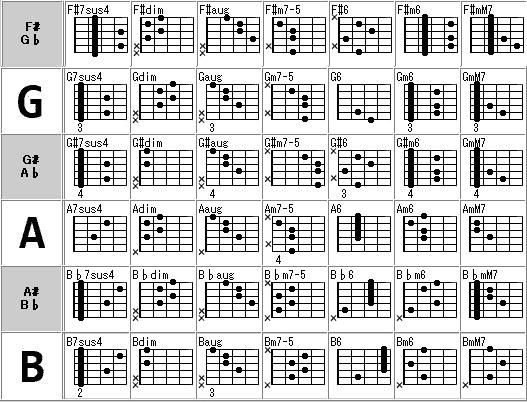 F# G♭
F#7sus4 F#dim F#aug F#m7-5 F#6 F#m6 F#mM7
G
G7sus4 Gdim Gaug Gm7-5 G6 Gm6 GmM7
3 3 3 3
G# A♭
G#7sus4 G#dim G#aug G#m7-5 G#6 G#m6 G#mM7
4 4 3 4 4
A
A7sus4 Adim Aaug Am7-5 A6 Am6 AmM7
4
A# B♭
B♭7sus4 B♭dim B♭aug B♭m7-5 B♭6 B♭m6 B♭mM7
B
B7sus4 Bdim Baug Bm7-5 B6 Bm6 BmM7
2 3